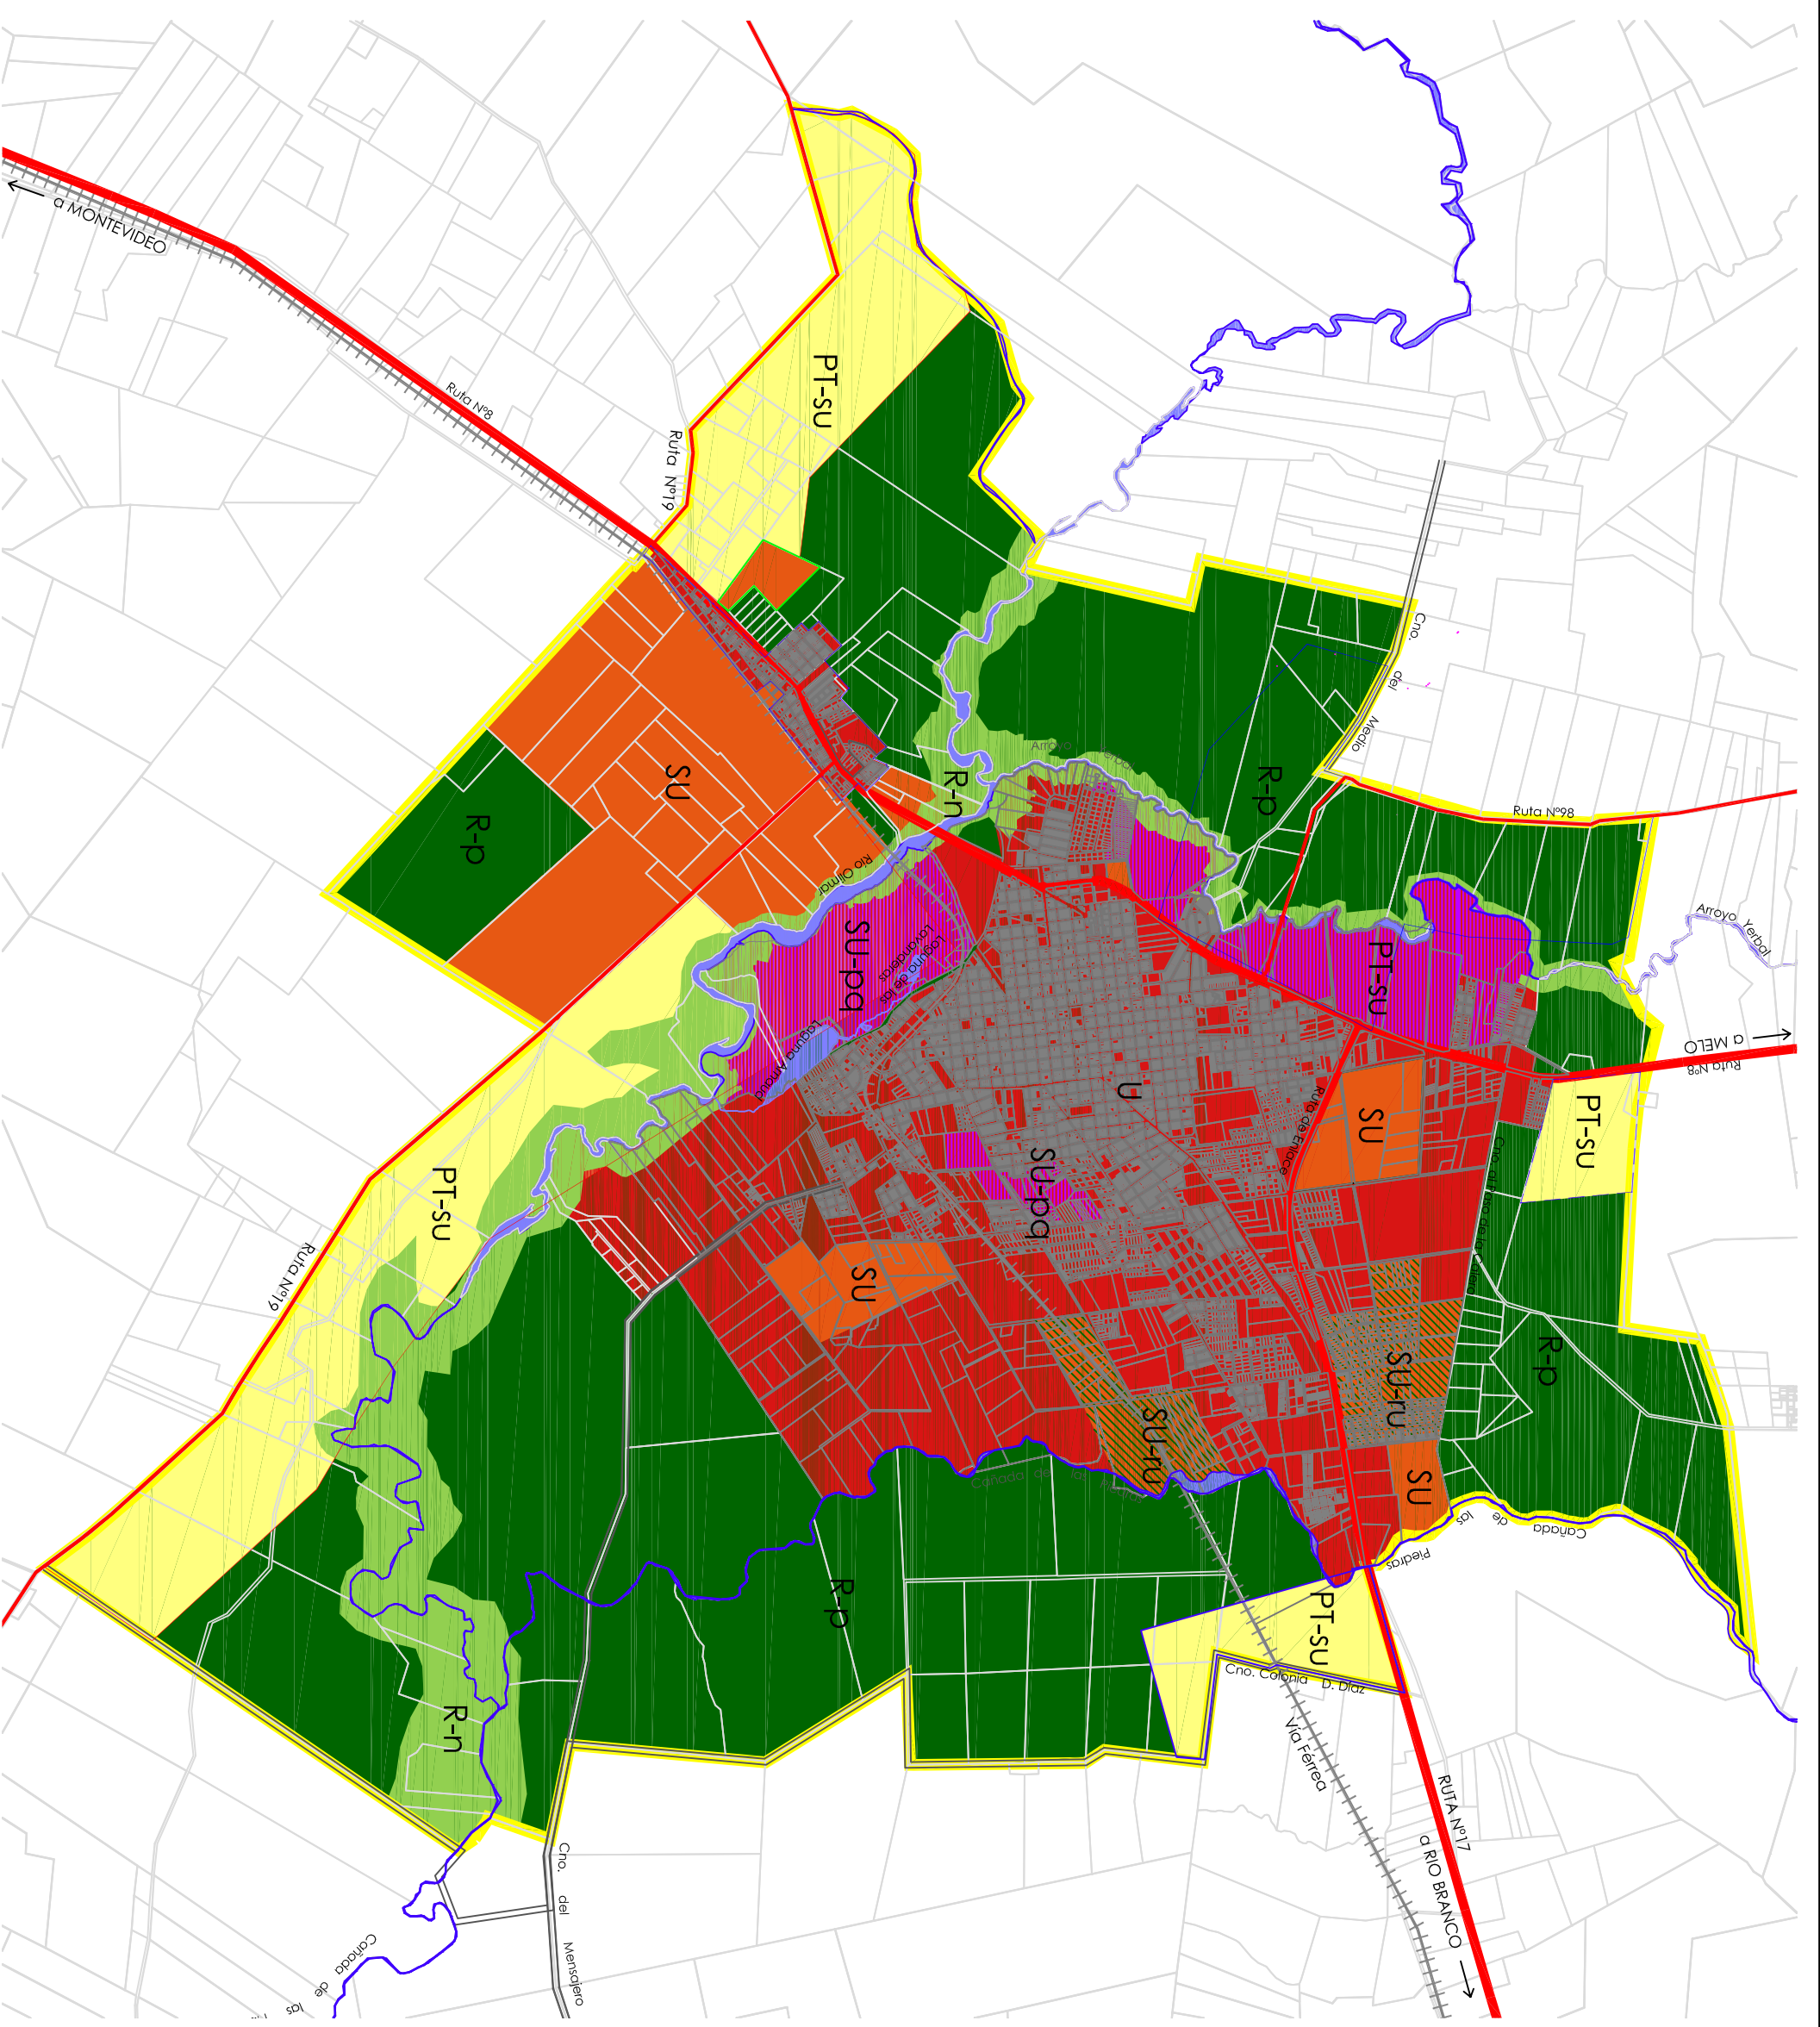 a MONTEVIDEO
Ruta Nº8
Ruta Nº19
PT-su
Cno. del Medio
Arroyo
R-n
R-p
SU
R-p
Ruta Nº98
Río Olimar
SU-pq
Laguna de las
Lavanderas
Laguna Arnaud
PT-su
Arroyo Yerbal
a MELO
Ruta Nº8
U
Ruta de Enlace
SU
PT-su
SU-pq
PT-su
Ruta Nº19
SU
R-p
SU-ru
SU-ru
SU
Cañada de las
Cañada de las Piedras
R-p
PT-su
Cno. Colonia D. Díaz
Vía Férrea
R-n
RUTA Nº17
a RIO BRANCO
Cno. del Mensajero
Cañada de las